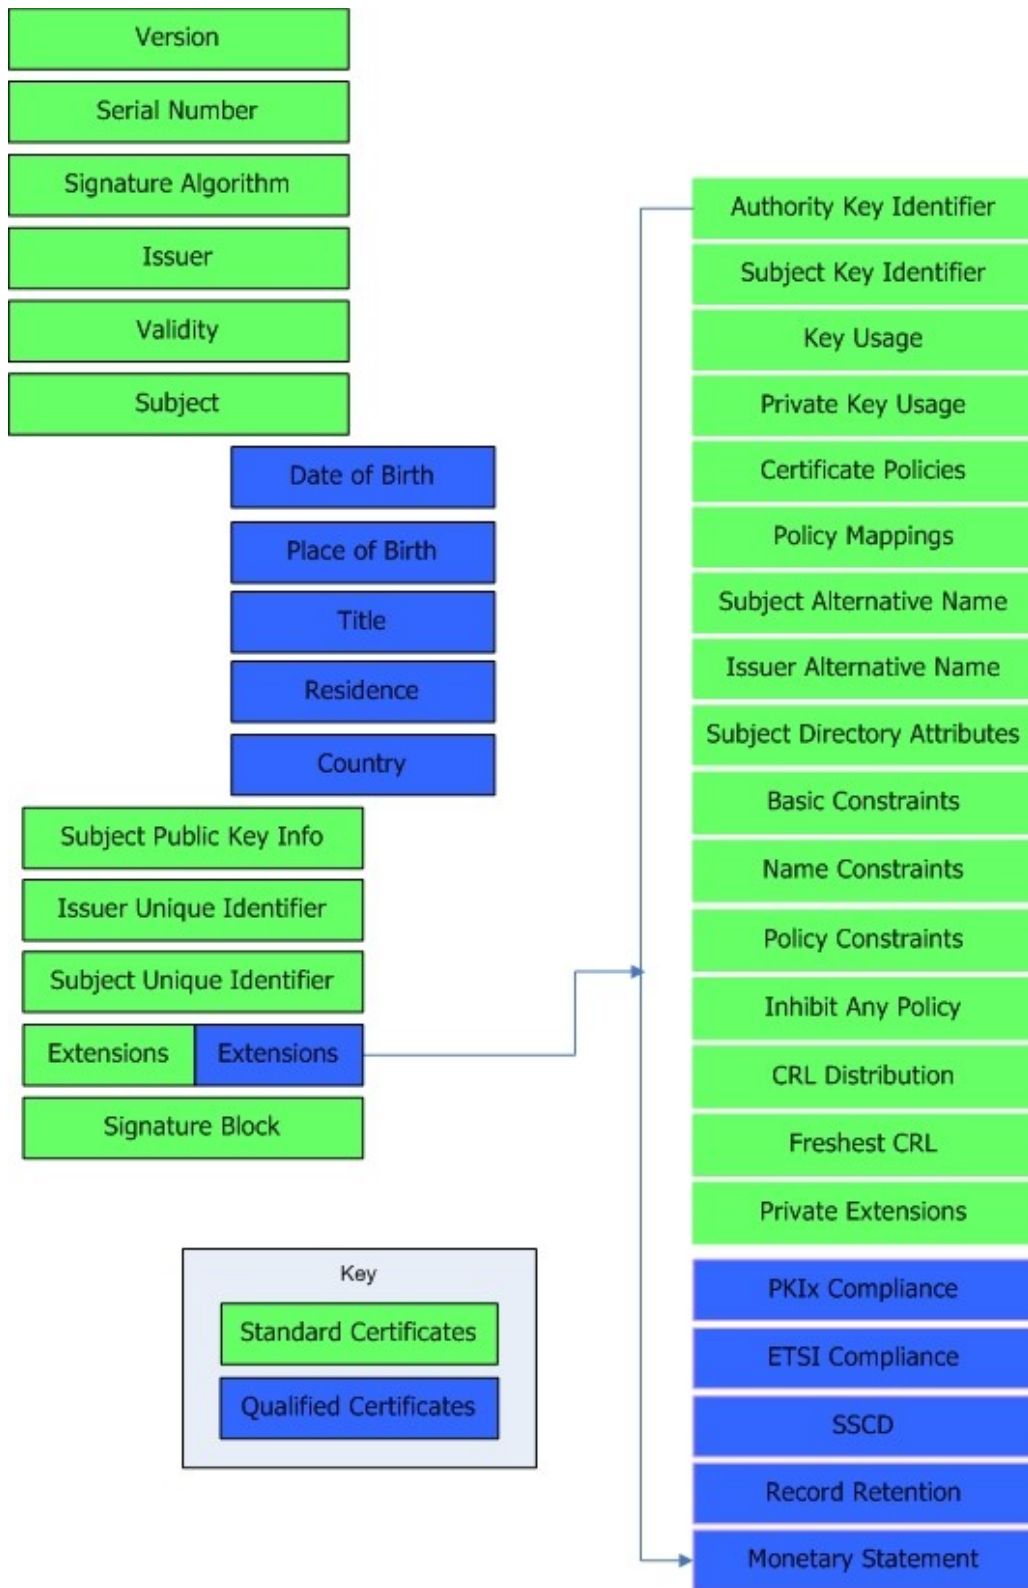 Version
Serial Number
Signature Algorithm
Issuer
Validity
Subject
Date of Birth
Place of Birth
Title
Residence
Country
Subject Public Key Info
Issuer Unique Identifier
Subject Unique Identifier
Extensions Extensions
Signature Block
Key
Standard Certificates
Qualified Certificates
Authority Key Identifier
Subject Key Identifier
Key Usage
Private Key Usage
Certificate Policies
Policy Mappings
Subject Alternative Name
Issuer Alternative Name
Subject Directory Attributes
Basic Constraints
Name Constraints
Policy Constraints
Inhibit Any Policy
CRL Distribution
Freshest CRL
Private Extensions
PKIx Compliance
ETSI Compliance
SSCD
Record Retention
Monetary Statement